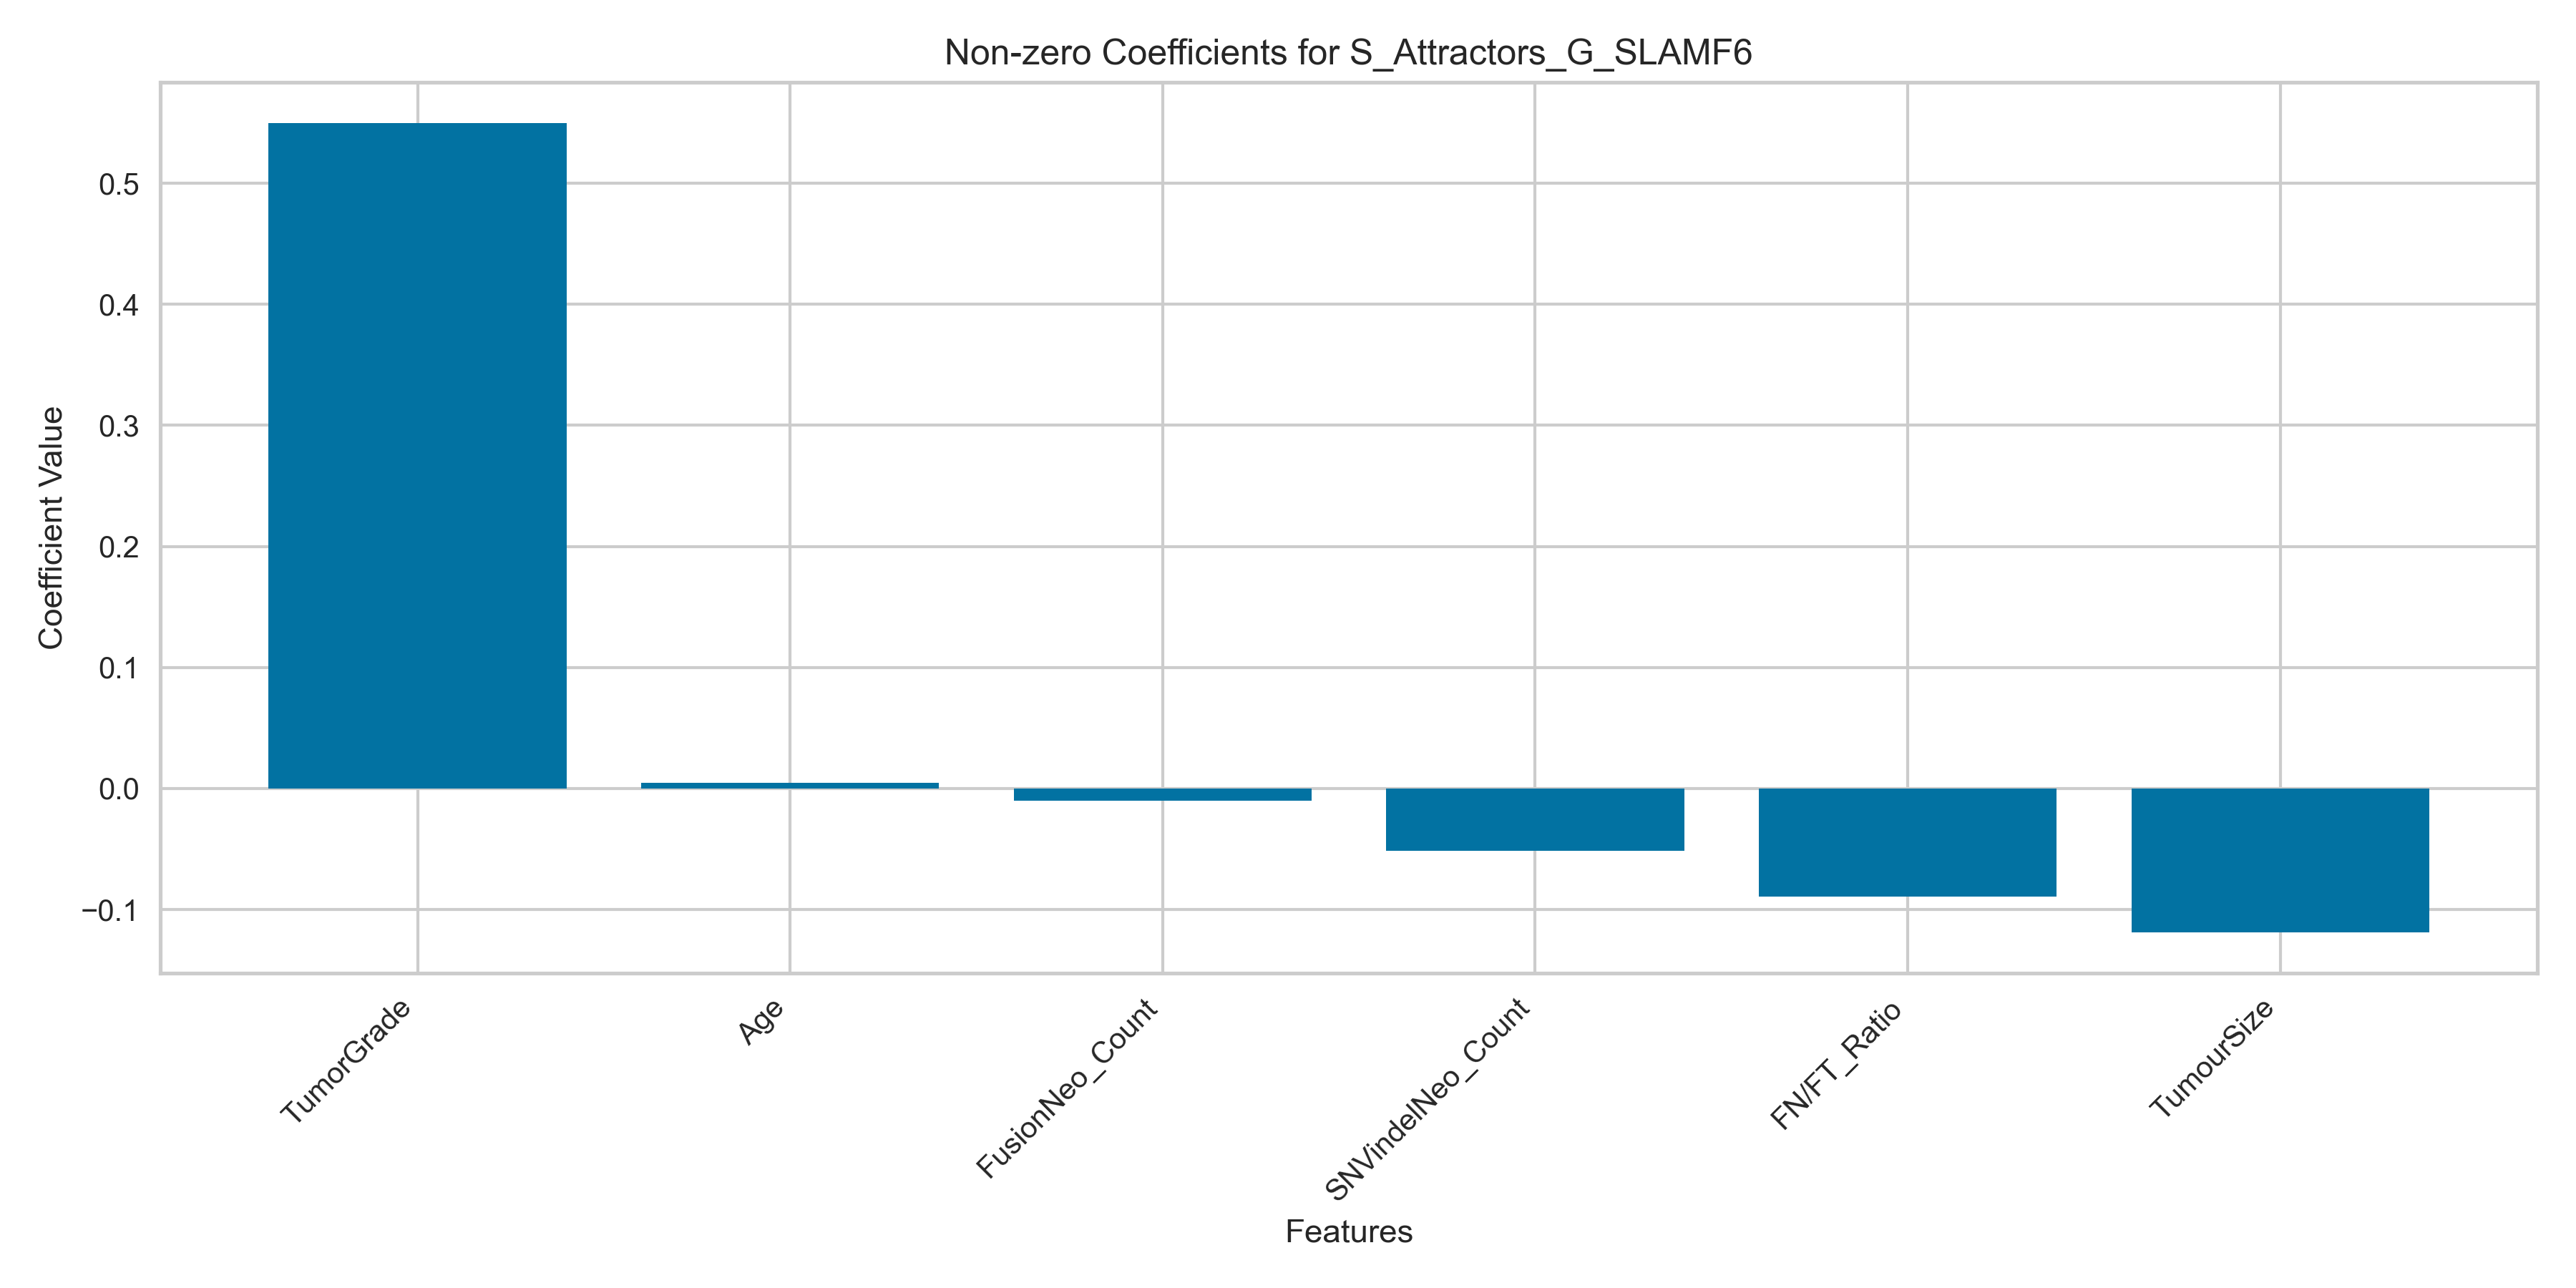 Non-zero Coefficients for S_Attractors_G_SLAMF6
Coefficient Value
0.5
0.4
0.3
0.2
0.1
0.0
−0.1
TumorGrade
Age
FusionNeo_Count
SNVindelNeo_Count
FN/FT_Ratio
TumourSize
Features